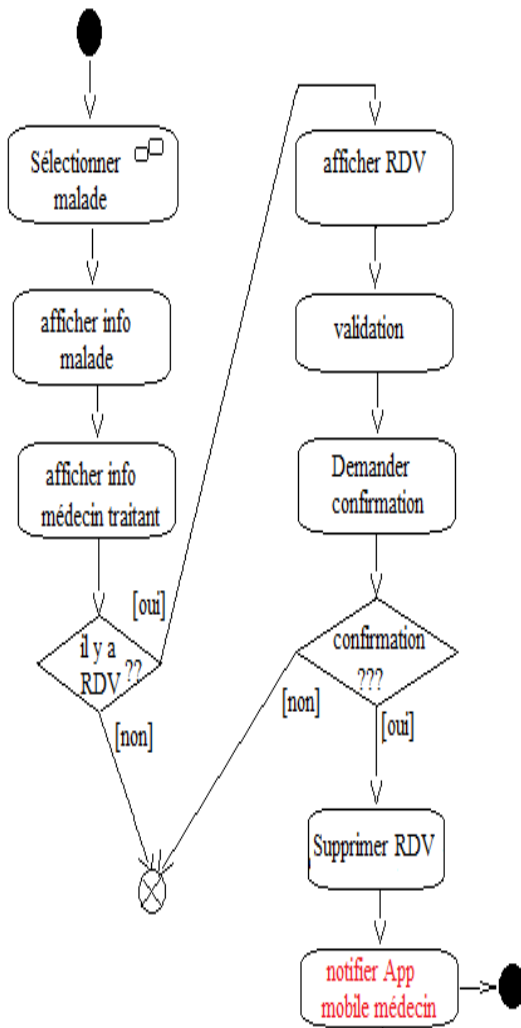 Sélectionner
malade
afficher info
malade
afficher info
médecin traitant
il y a
RDV ??
[oui]
[non]
afficher RDV
validation
Demander
confirmation
confirmation
???
[non]
[oui]
Supprimer RDV
notifier App
mobile médecin